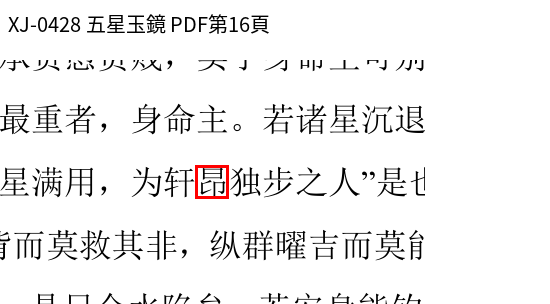 XJ-0428 五星玉鏡 PDF第16頁
最重者，身命主。若诸星沉退
星满用，为轩昂独步之人”是也
而莫救其非，纵群曜吉而莫能